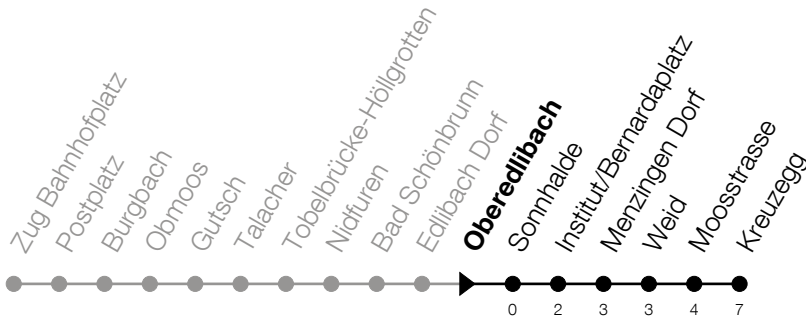 Zug Bahnhofplatz
Postplatz
Burgbach
Obmoos
Gutsch
Talacher
Tobelbrücke-Höllgrotten
Nidfuren
Bad Schönbrunn
Edlibach Dorf
Oberedlibach
Sonnhalde
Institut/Bernardaplatz
Menzingen Dorf
Weid
Moosstrasse
Kreuzegg
0 2 3 3 4 7